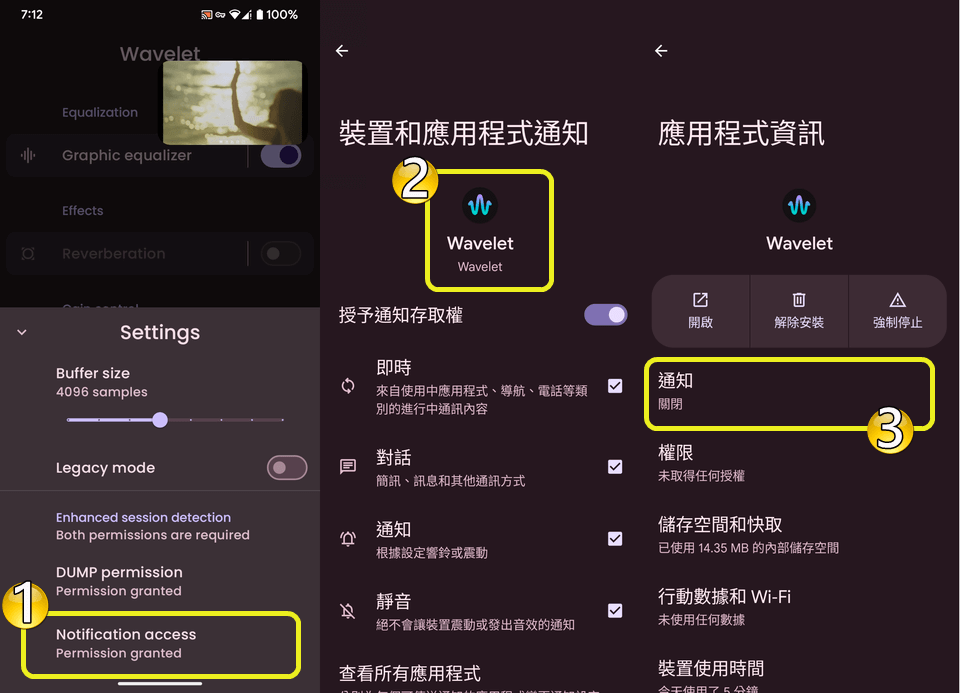 7:12
100%
Wavelet
Equalization
Graphic equalizer
Effects
Reverberation
Gain control
Settings
Buffer size
4096 samples
Legacy mode
Enhanced session detection
Both permissions are required
DUMP permission
Permission granted
1
Notification access
Permission granted
裝置和應用程式通知
2
Wavelet
Wavelet
授予通知存取權
即時
來自使用中應用程式、導航、電話等類
別的進行中通訊內容
對話
簡訊、訊息和其他通訊方式
通知
根據設定響鈴或震動
靜音
絕不會讓裝置震動或發出音效的通知
查看所有應用程式
應用程式資訊
Wavelet
開啟
解除安裝
強制停止
通知
關閉
3
權限
未取得任何授權
儲存空間和快取
已使用 14.35 MB 的內部儲存空間
行動數據和 Wi-Fi
未使用任何數據
裝置使用時間
今天使用了 5 分鐘